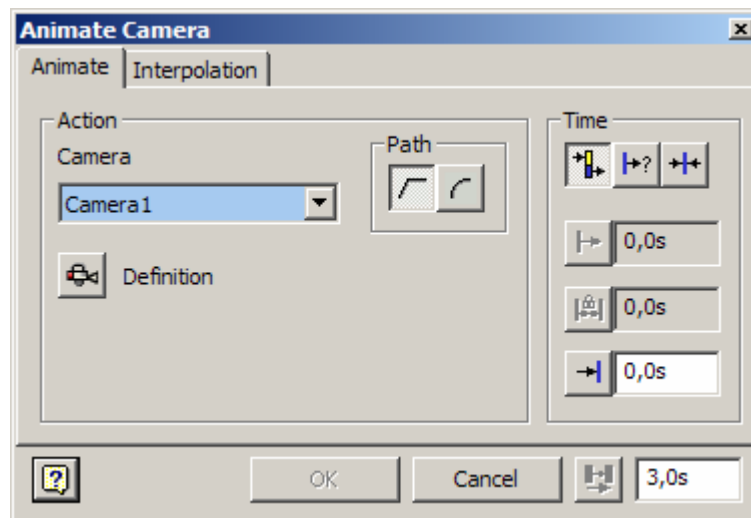 Animate Camera
Animate
Interpolation
Action
Camera
Camera1
Definition
Path
Time
?
0,0s
0,0s
0,0s
?
OK
Cancel
3,0s